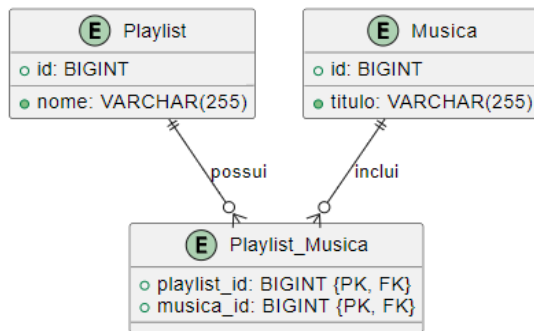 E Playlist
id: BIGINT
nome: VARCHAR(255)
E Musica
id: BIGINT
titulo: VARCHAR(255)
possui
inclui
E Playlist_Musica
playlist_id: BIGINT {PK, FK}
musica_id: BIGINT {PK, FK}